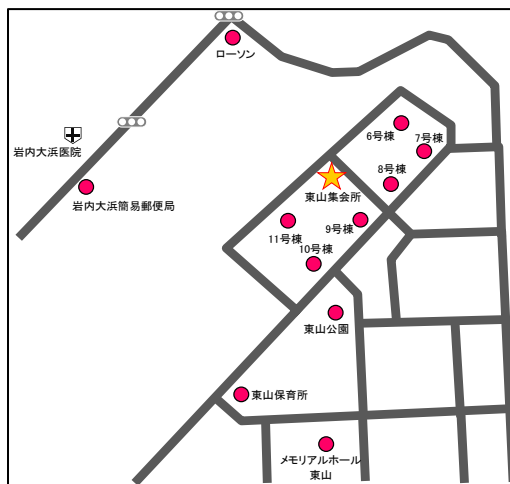 ローソン
6号棟
7号棟
岩内大浜医院
8号棟
東山集会所
岩内大浜簡易郵便局
9号棟
11号棟
10号棟
東山公園
東山保育所
メモリアルホール
東山